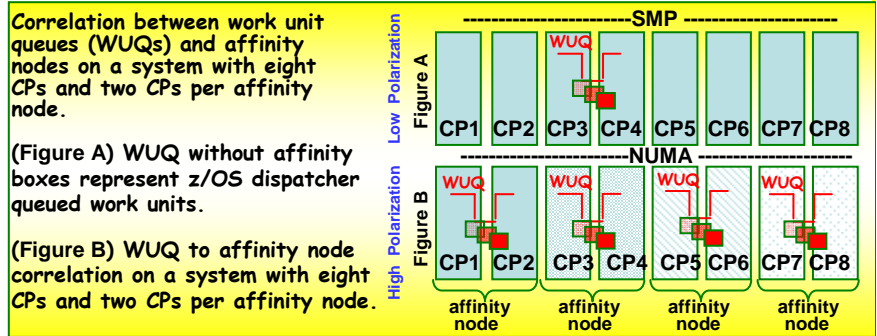 Correlation between work unit
queues (WUQs) and affinity
nodes on a system with eight
CPs and two CPs per affinity
node.
(Figure A) WUQ without affinity
boxes represent z/OS dispatcher
queued work units.
(Figure B) WUQ to affinity node
correlation on a system with eight
CPs and two CPs per affinity node.
Low Polarization
Figure A
SMP
WUQ
CP1 CP2 CP3 CP4 CP5 CP6 CP7 CP8
High Polarization
Figure B
NUMA
WUQ WUQ WUQ WUQ
CP1 CP2 CP3 CP4 CP5 CP6 CP7 CP8
affinity affinity affinity affinity
node node node node